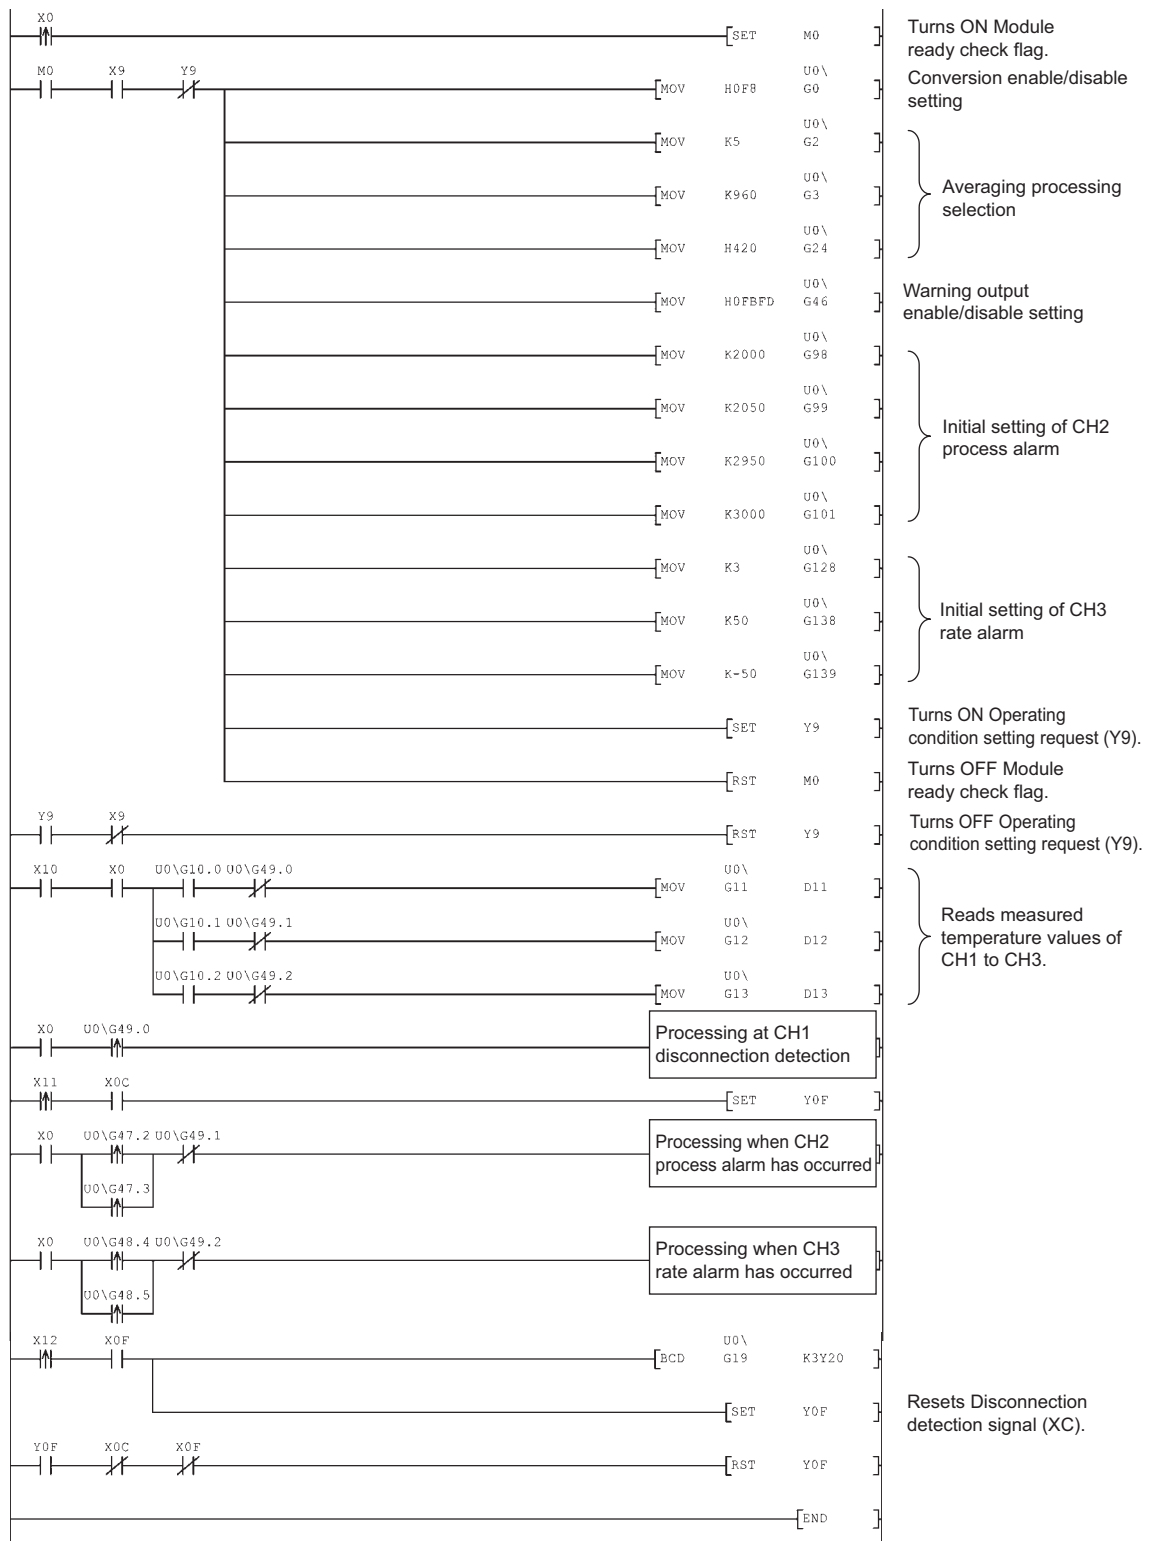 X0
SET M0
Turns ON Module
ready check flag.
M0 X9 Y9
MOV H0F8 U0\
G0
Conversion enable/disable
setting
MOV K5 U0\
G2
MOV K960 U0\
G3
MOV H420 U0\
G24
Averaging processing
selection
MOV H0FBFD U0\
G46
Warning output
enable/disable setting
MOV K2000 U0\
G98
MOV K2050 U0\
G99
MOV K2950 U0\
G100
MOV K3000 U0\
G101
Initial setting of CH2
process alarm
MOV K3 U0\
G128
MOV K50 U0\
G138
MOV K-50 U0\
G139
Initial setting of CH3
rate alarm
SET Y9
Turns ON Operating
condition setting request (Y9).
RST M0
Turns OFF Module
ready check flag.
Y9 X9
RST Y9
Turns OFF Operating
condition setting request (Y9).
X10 X0 U0\G10.0 U0\G49.0
MOV U0\
G11 D11
U0\G10.1 U0\G49.1
MOV U0\
G12 D12
U0\G10.2 U0\G49.2
MOV U0\
G13 D13
Reads measured
temperature values of
CH1 to CH3.
X0 U0\G49.0
Processing at CH1
disconnection detection
X11 X0C
SET Y0F
X0 U0\G47.2 U0\G49.1
U0\G47.3
Processing when CH2
process alarm has occurred
X0 U0\G48.4 U0\G49.2
U0\G48.5
Processing when CH3
rate alarm has occurred
X12 X0F
BCD U0\
G19 K3Y20
SET Y0F
Resets Disconnection
detection signal (XC).
Y0F X0C X0F
RST Y0F
END